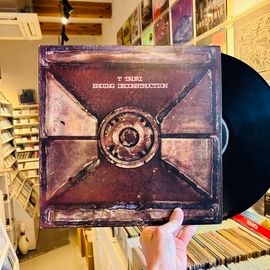 T TAURI
ENDING DECONSTRUCTION